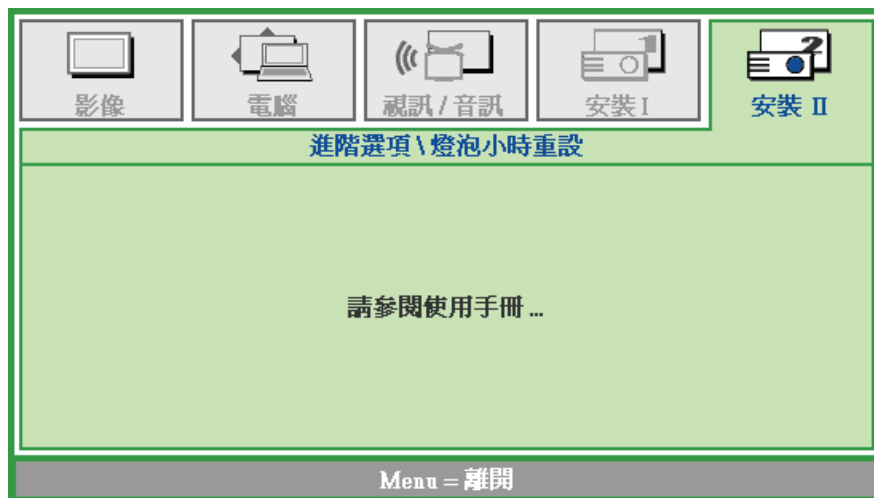 影像 電腦 視訊 / 音訊 安裝 I 安裝 II
進階選項 \ 燈泡小時重設
請參閱使用手冊 ...
Menu = 離開